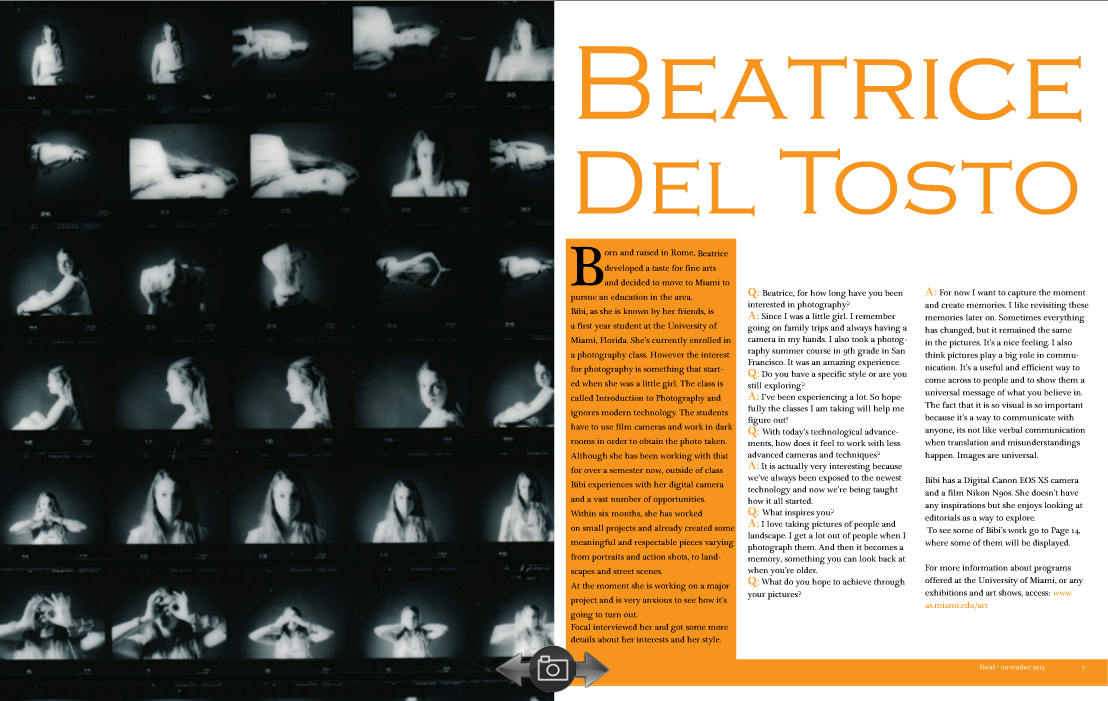 BEATRICE
DEL TOSTO
Born and raised in Rome, Beatrice
developed a taste for fine arts
and decided to move to Miami to
pursue an education in the area.
Bibi, as she is known by her friends, is
a first year student at the University of
Miami, Florida. She's currently enrolled in
a photography class. However the interest
for photography is something that start-
ed when she was a little girl. The class is
called Introduction to Photography and
ignores modern technology. The students
have to use film cameras and work in dark
rooms in order to obtain the photo taken.
Although she has been working with that
for over a semester now, outside of class
Bibi experiences with her digital camera
and a vast number of opportunities.
Within six months, she has worked
on small projects and already created some
meaningful and respectable pieces varying
from portraits and action shots, to land-
scapes and street scenes.
At the moment she is working on a major
project and is very anxious to see how it's
going to turn out.
Focal interviewed her and got some more
details about her interests and her style.
Q: Beatrice, for how long have you been
interested in photography?
A: Since I was a little girl. I remember
going on family trips and always having a
camera in my hands. I also took a photog-
raphy summer course in 9th grade in San
Francisco. It was an amazing experience.
Q: Do you have a specific style or are you
still exploring?
A: I've been experiencing a lot. So hope-
fully the classes I am taking will help me
figure out!
Q: With today's technological advance-
ments, how does it feel to work with less
advanced cameras and techniques?
A: It is actually very interesting because
we've always been exposed to the newest
technology and now we're being taught
how it all started.
Q: What inspires you?
A: I love taking pictures of people and
landscape. I get a lot out of people when I
photograph them. And then it becomes a
memory, something you can look back at
when you're older.
Q: What do you hope to achieve through
your pictures?
A: For now I want to capture the moment
and create memories. I like revisiting these
memories later on. Sometimes everything
has changed, but it remained the same
in the pictures. It's a nice feeling. I also
think pictures play a big role in commu-
nication. It's a useful and efficient way to
come across to people and to show them a
universal message of what you believe in.
The fact that it is so visual is so important
because it's a way to communicate with
anyone, its not like verbal communication
when translation and misunderstandings
happen. Images are universal.
Bibi has a Digital Canon EOS XS camera
and a film Nikon N90s. She doesn't have
any inspirations but she enjoys looking at
editorials as a way to explore.
To see some of Bibi's work go to Page 14,
where some of them will be displayed.
For more information about programs
offered at the University of Miami, or any
exhibitions and art shows, access: www.
as.miami.edu/art
Focal - november 2013 7